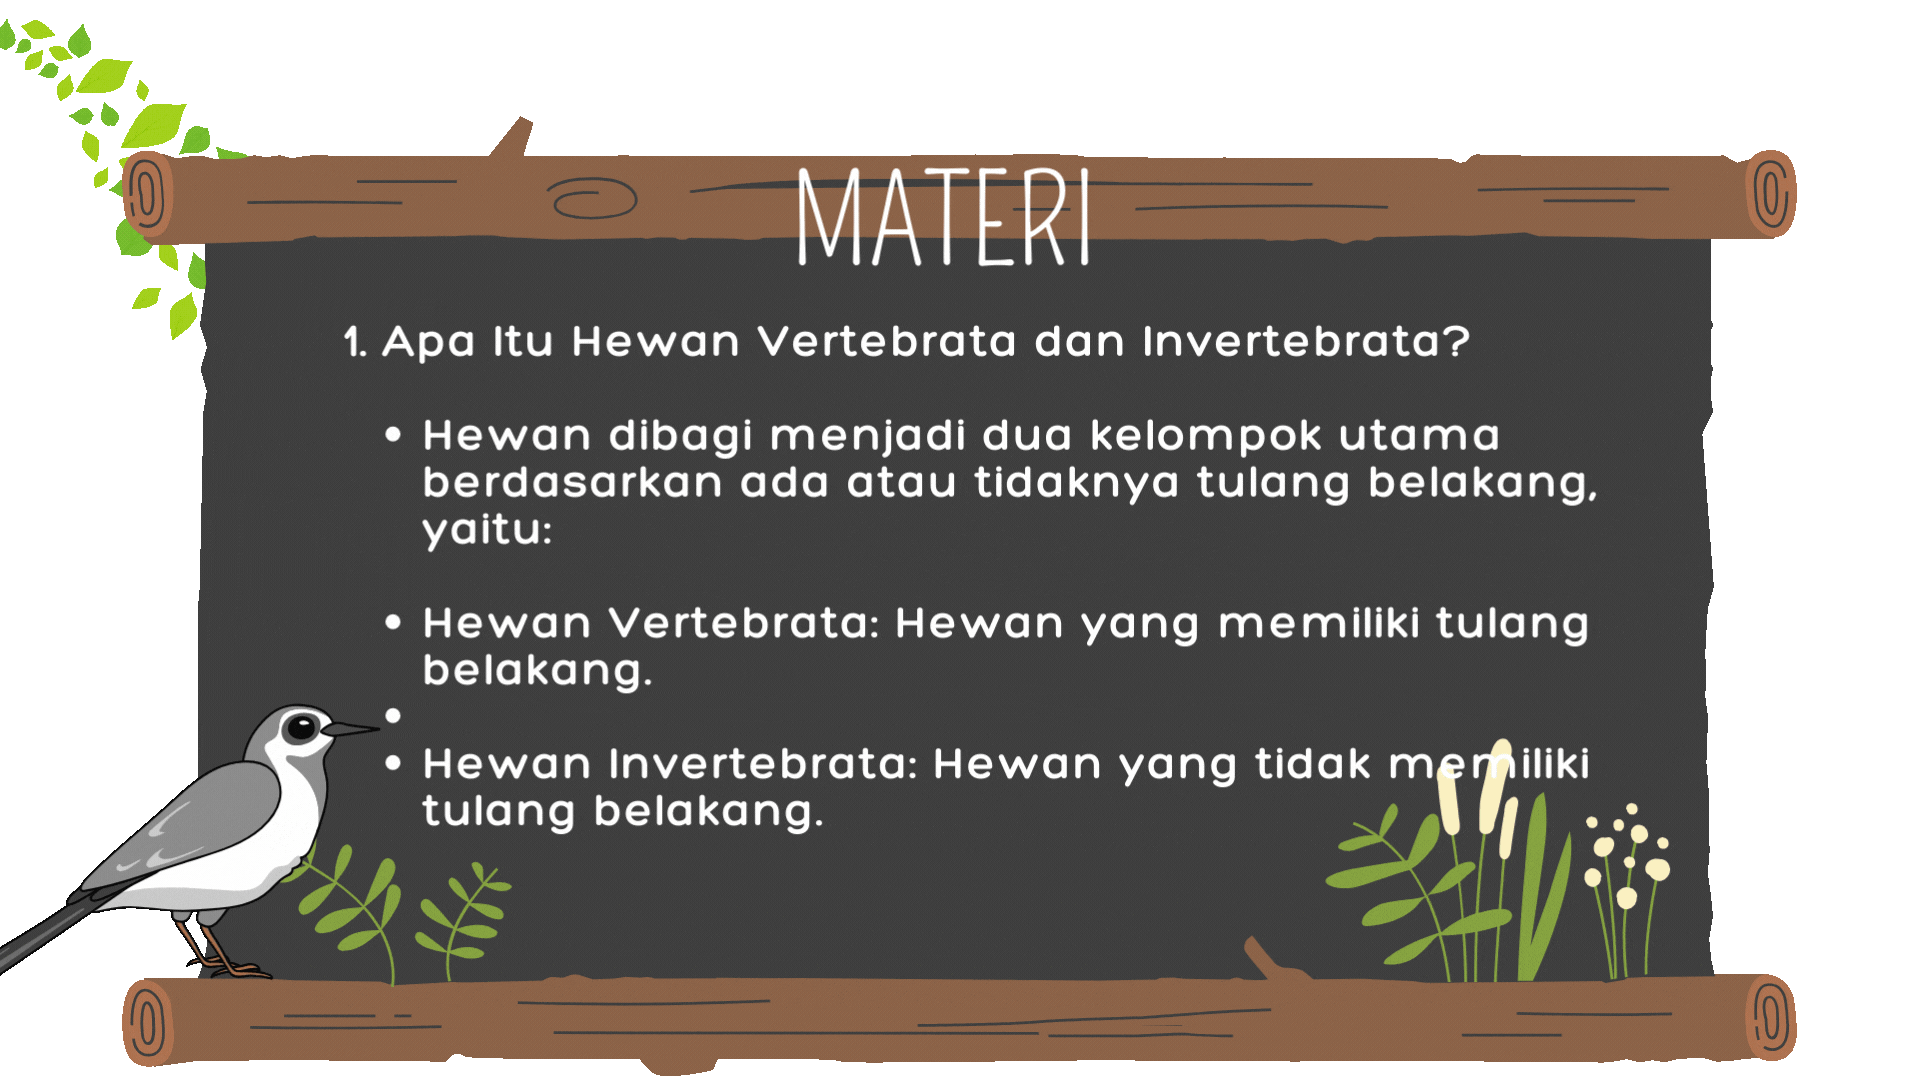 MATERI
1. Apa Itu Hewan Vertebrata dan Invertebrata?
• Hewan dibagi menjadi dua kelompok utama
berdasarkan ada atau tidaknya tulang belakang,
yaitu:
• Hewan Vertebrata: Hewan yang memiliki tulang
belakang.
•
• Hewan Invertebrata: Hewan yang tidak memiliki
tulang belakang.